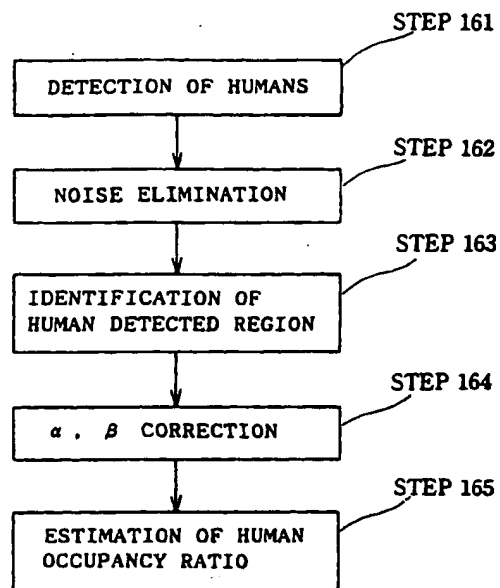 STEP 161
DETECTION OF HUMANS
STEP 162
NOISE ELIMINATION
STEP 163
IDENTIFICATION OF
HUMAN DETECTED REGION
STEP 164
α , β CORRECTION
STEP 165
ESTIMATION OF HUMAN
OCCUPANCY RATIO